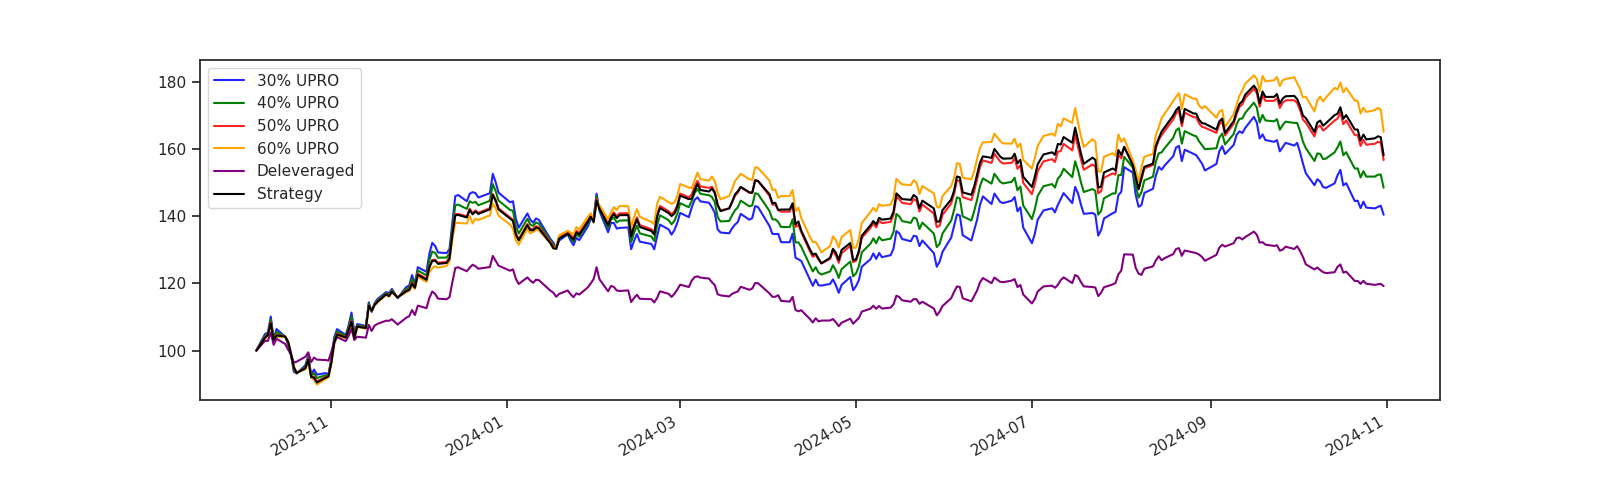 180
160
140
120
100
30% UPRO
40% UPRO
50% UPRO
60% UPRO
Deleveraged
Strategy
2023-11
2024-01
2024-03
2024-05
2024-07
2024-09
2024-11